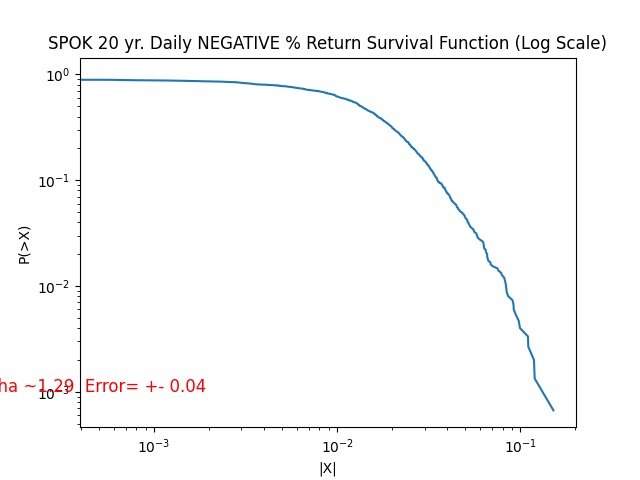 SPOK 20 yr. Daily NEGATIVE % Return Survival Function (Log Scale)
10⁰
10⁻¹
10⁻²
10⁻³
P(>X)
ha ~1.29 Error= +- 0.04
10⁻³
10⁻²
10⁻¹
|X|